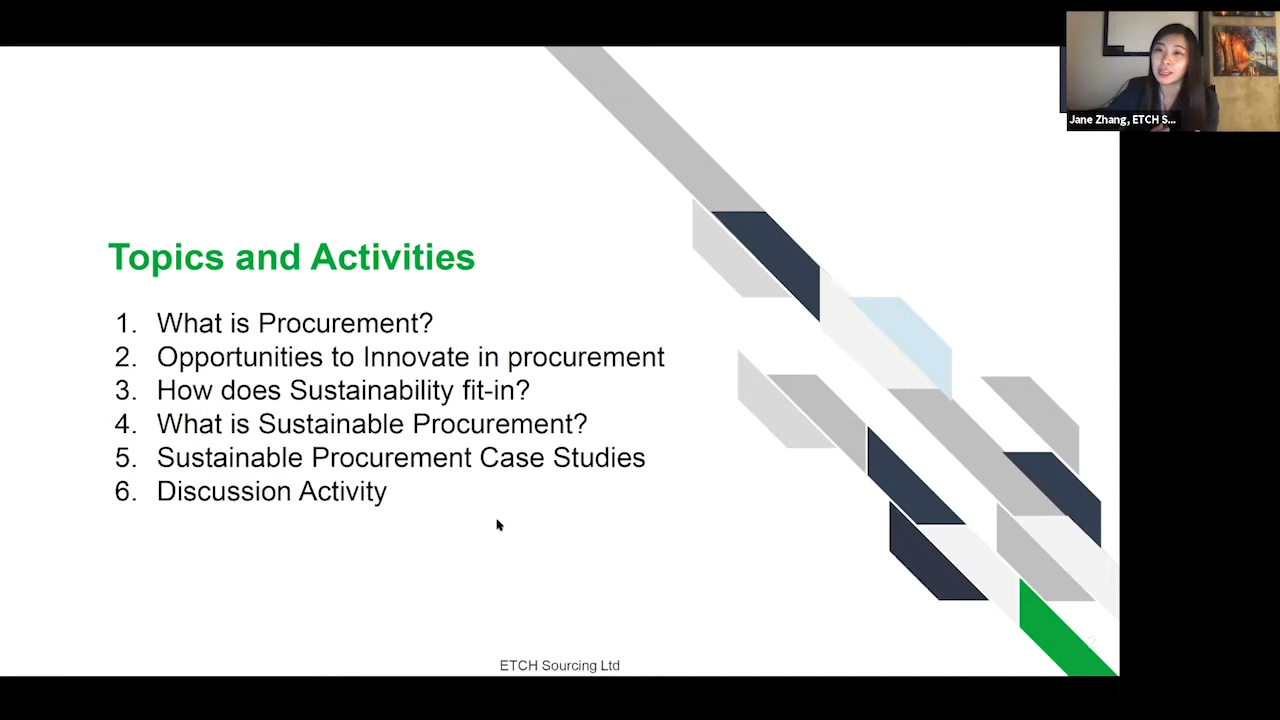 Jane Zhang, ETCH S...
Topics and Activities
1. What is Procurement?
2. Opportunities to Innovate in procurement
3. How does Sustainability fit-in?
4. What is Sustainable Procurement?
5. Sustainable Procurement Case Studies
6. Discussion Activity
2
ETCH Sourcing Ltd